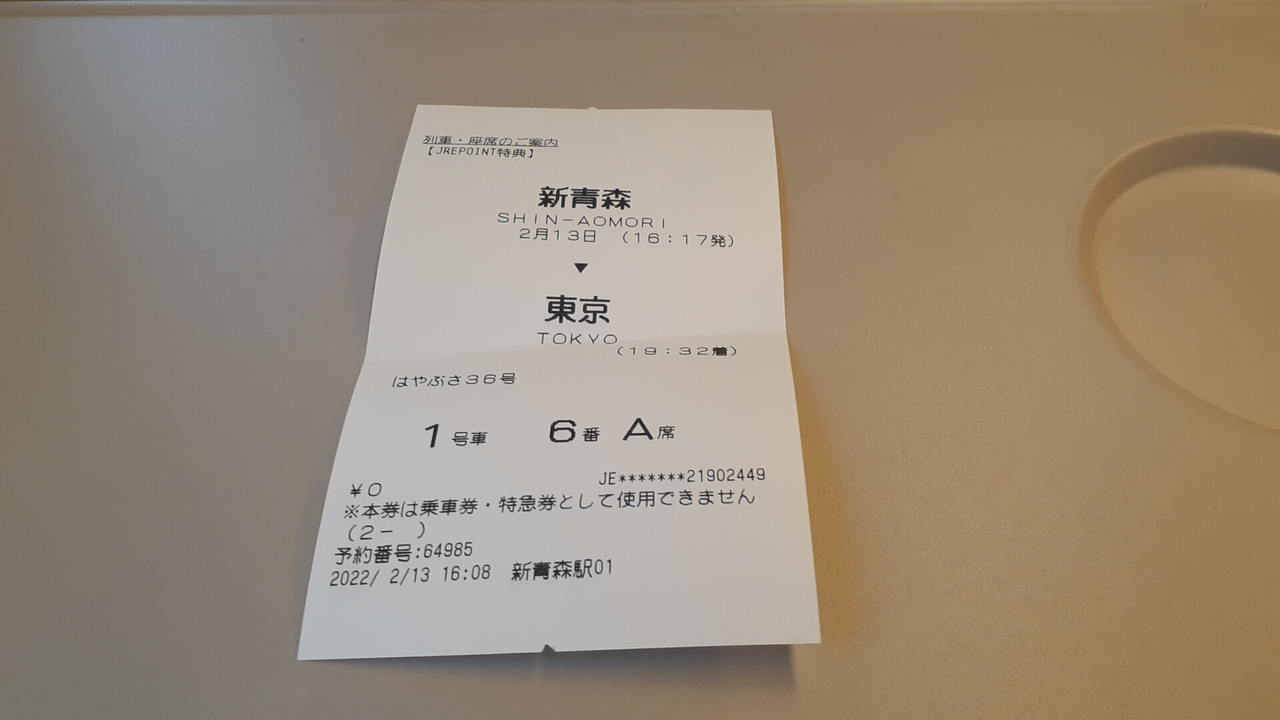 列車・座席のご案内
【JREPOINT特典】
新青森
SHIN-AOMORI
2月13日 (16:17発)
▼
東京
TOKYO
(19:32着)
はやぶさ36号
1号車 6番 A席
JE*******21902449
¥0
※本券は乗車券・特急券として使用できません
(2- )
予約番号:64985
2022/ 2/13 16:08 新青森駅01